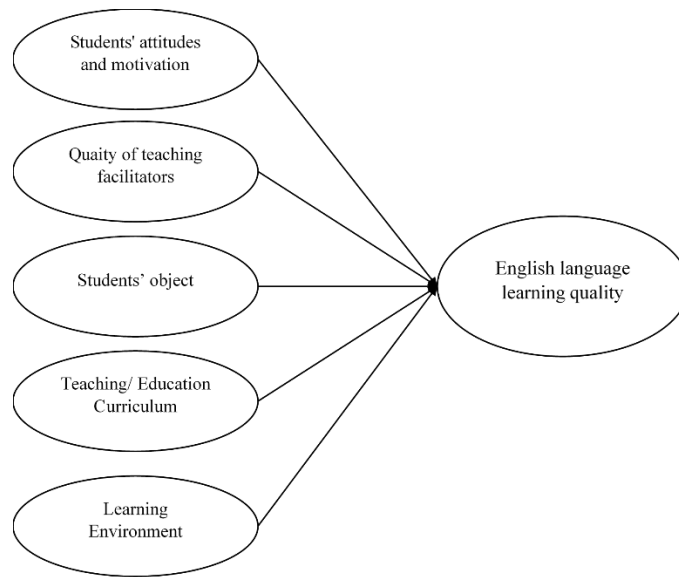 Students' attitudes
and motivation
Quaity of teaching
facilitators
Students’ object
Teaching/ Education
Curriculum
Learning
Environment
English language
learning quality